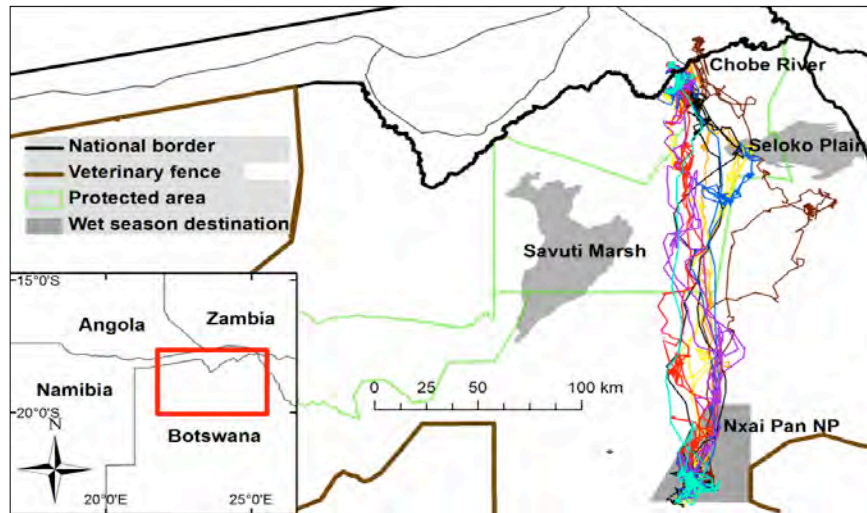 Chobe River
National border
Veterinary fence
Protected area
Wet season destination
Seloko Plain
Savuti Marsh
15°0'S
Angola
Zambia
Namibia
20°0'S
N
Botswana
20°0'E
25°0'E
0 25 50 100 km
Nxai Pan NP